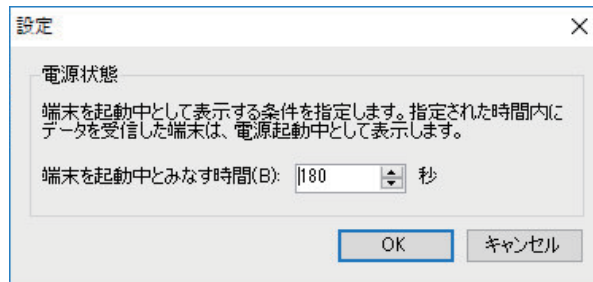 設定
電源状態
端末を起動中として表示する条件を指定します。指定された時間内に
データを受信した端末は、電源起動中として表示します。
端末を起動中とみなす時間(B): 180 秒
OK キャンセル